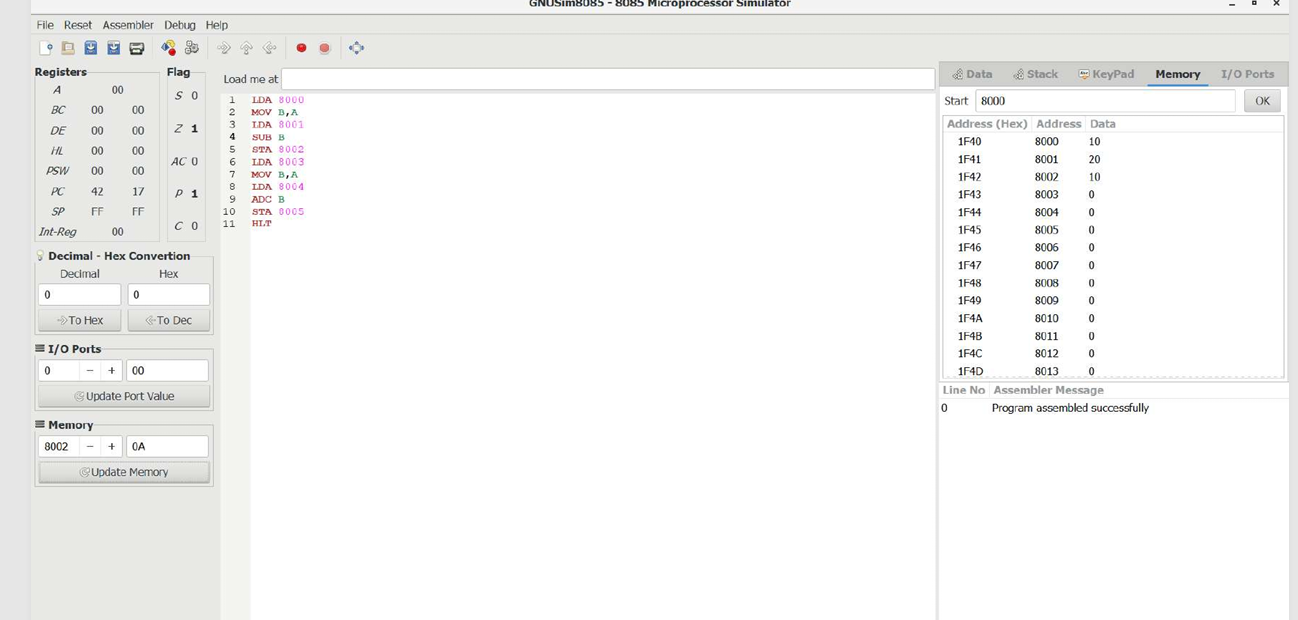 GNUSim8085 - 8085 Microprocessor Simulator
File Reset Assembler Debug Help
Registers
A 00
BC 00 00
DE 00 00
HL 00 00
PSW 00 00
PC 42 17
SP FF FF
Int-Reg 00
Flag
S 0
Z 1
AC 0
P 1
C 0
Decimal - Hex Convertion
Decimal Hex
0 0
To Hex To Dec
I/O Ports
0 − + 00
Update Port Value
Memory
8002 − + 0A
Update Memory
Load me at
1 LDA 8000
2 MOV B,A
3 LDA 8001
4 SUB B
5 STA 8002
6 LDA 8003
7 MOV B,A
8 LDA 8004
9 ADC B
10 STA 8005
11 HLT
Data Stack KeyPad Memory I/O Ports
Start 8000 OK
Address (Hex) Address Data
1F40 8000 10
1F41 8001 20
1F42 8002 10
1F43 8003 0
1F44 8004 0
1F45 8005 0
1F46 8006 0
1F47 8007 0
1F48 8008 0
1F49 8009 0
1F4A 8010 0
1F4B 8011 0
1F4C 8012 0
1F4D 8013 0
Line No Assembler Message
0 Program assembled successfully